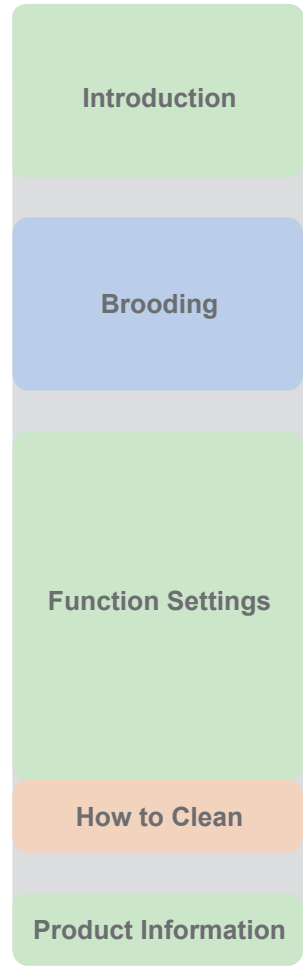 Introduction
Brooding
Function Settings
How to Clean
Product Information